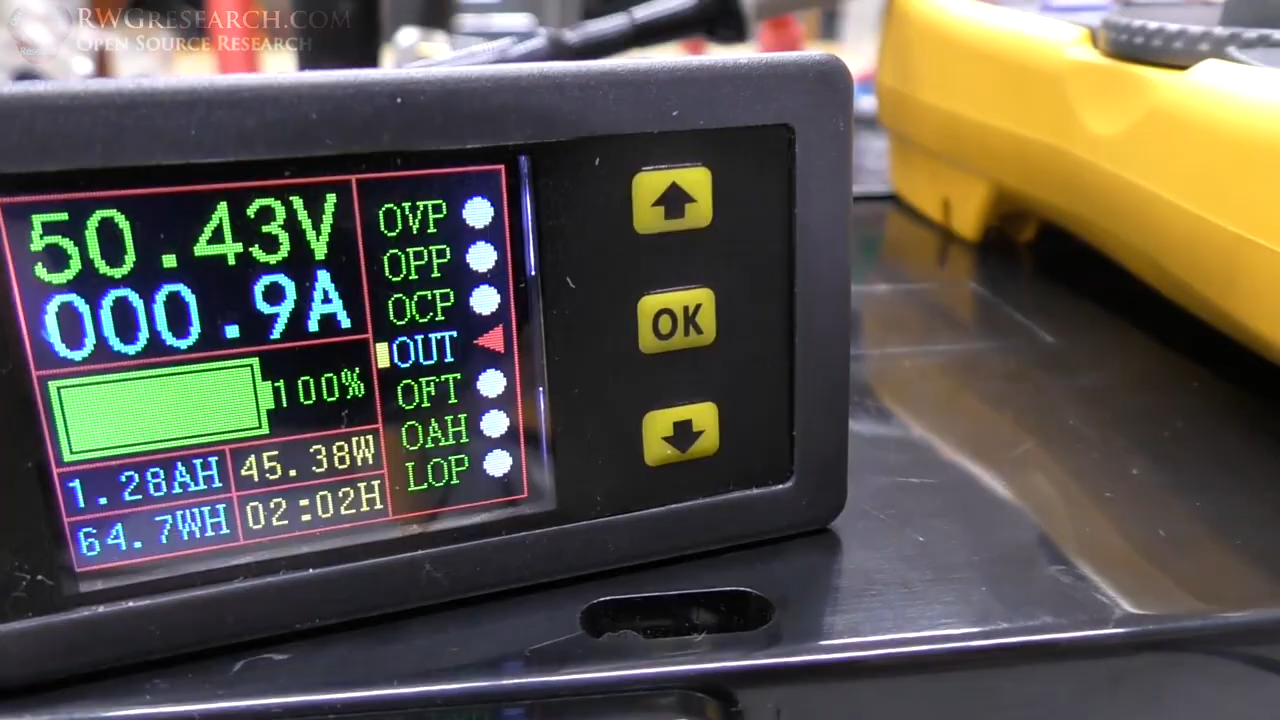 RWGresearch.com
Open Source Research
50.43V
000.9A
100%
1.28AH
45.38W
64.7WH
02:02H
OVP
OPP
OCP
OUT
OFT
OAH
LOP
OK